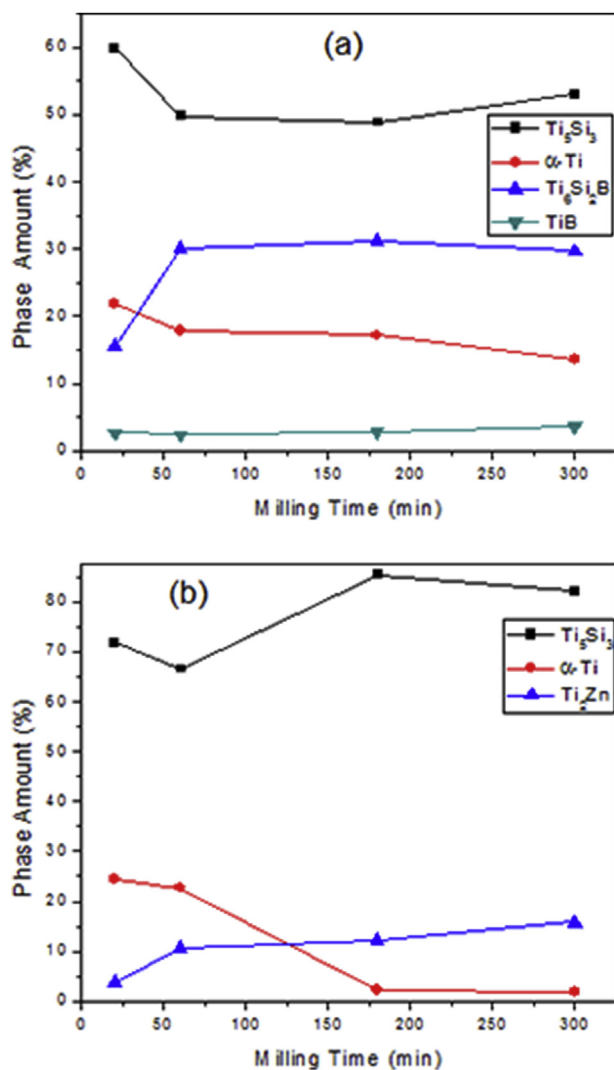 (a)
60
50
40
30
20
10
0
Phase Amount (%)
Ti₅Si₃
α-Ti
Ti₆Si₂B
TiB
0 50 100 150 200 250 300
Milling Time (min)
(b)
80
70
60
50
40
30
20
10
0
Phase Amount (%)
Ti₅Si₃
α-Ti
Ti₂Zn
0 50 100 150 200 250 300
Milling Time (min)